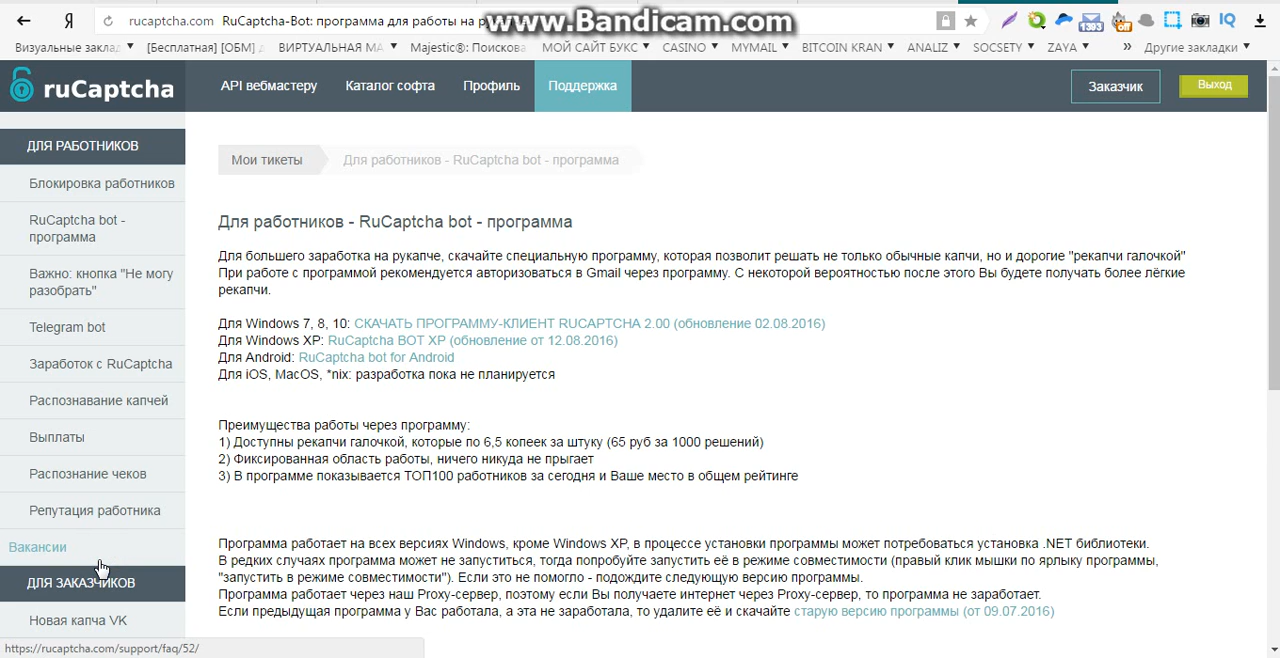 Я
rucaptcha.com RuCaptcha-Bot: программа для работы на
www.Bandicam.com
1393
off
IQ
Визуальные заклад
[Бесплатная] [ОБМ]
ВИРТУАЛЬНАЯ МА
Majestic®: Поискова
МОЙ САЙТ БУКС
CASINO
MYMAIL
BITCOIN KRAN
ANALIZ
SOCSETY
ZAYA
»
Другие закладки
ruCaptcha
API вебмастеру
Каталог софта
Профиль
Поддержка
Заказчик
Выход
ДЛЯ РАБОТНИКОВ
Блокировка работников
RuCaptcha bot -
программа
Важно: кнопка "Не могу
разобрать"
Telegram bot
Заработок с RuCaptcha
Распознавание капчей
Выплаты
Распознание чеков
Репутация работника
Вакансии
ДЛЯ ЗАКАЗЧИКОВ
Новая капча VK
https://rucaptcha.com/support/faq/52/
Мои тикеты
Для работников - RuCaptcha bot - программа
Для работников - RuCaptcha bot - программа
Для большего заработка на рукапче, скачайте специальную программу, которая позволит решать не только обычные капчи, но и дорогие "рекапчи галочкой"
При работе с программой рекомендуется авторизоваться в Gmail через программу. С некоторой вероятностью после этого Вы будете получать более лёгкие
рекапчи.
Для Windows 7, 8, 10: СКАЧАТЬ ПРОГРАММУ-КЛИЕНТ RUCAPTCHA 2.00 (обновление 02.08.2016)
Для Windows XP: RuCaptcha BOT XP (обновление от 12.08.2016)
Для Android: RuCaptcha bot for Android
Для iOS, MacOS, *nix: разработка пока не планируется
Преимущества работы через программу:
1) Доступны рекапчи галочкой, которые по 6,5 копеек за штуку (65 руб за 1000 решений)
2) Фиксированная область работы, ничего никуда не прыгает
3) В программе показывается ТОП100 работников за сегодня и Ваше место в общем рейтинге
Программа работает на всех версиях Windows, кроме Windows XP, в процессе установки программы может потребоваться установка .NET библиотеки.
В редких случаях программа может не запуститься, тогда попробуйте запустить её в режиме совместимости (правый клик мышки по ярлыку программы,
"запустить в режиме совместимости"). Если это не помогло - подождите следующую версию программы.
Программа работает через наш Proxy-сервер, поэтому если Вы получаете интернет через Proxy-сервер, то программа не заработает.
Если предыдущая программа у Вас работала, а эта не заработала, то удалите её и скачайте старую версию программы (от 09.07.2016)